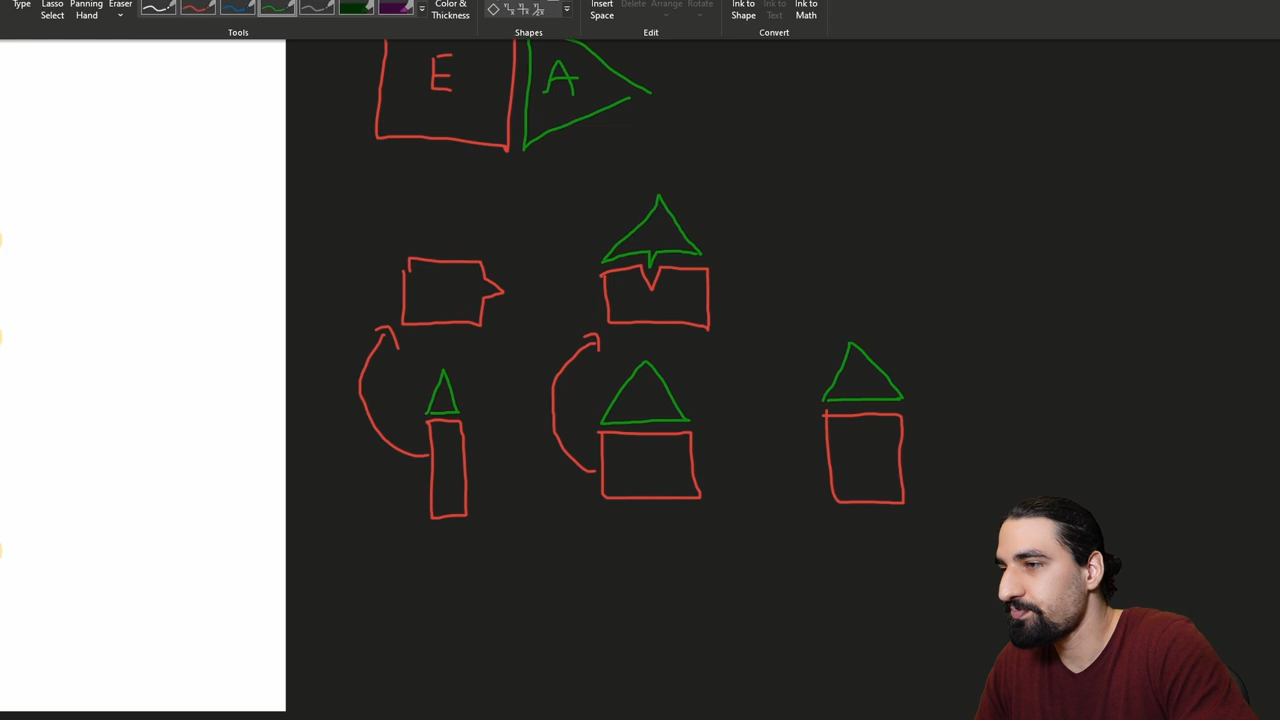 Type
Lasso Select
Panning Hand
Eraser
Color & Thickness
Insert Space
Delete
Arrange
Rotate
Ink to Shape
Ink to Text
Ink to Math
Tools
Shapes
Edit
Convert
E
A